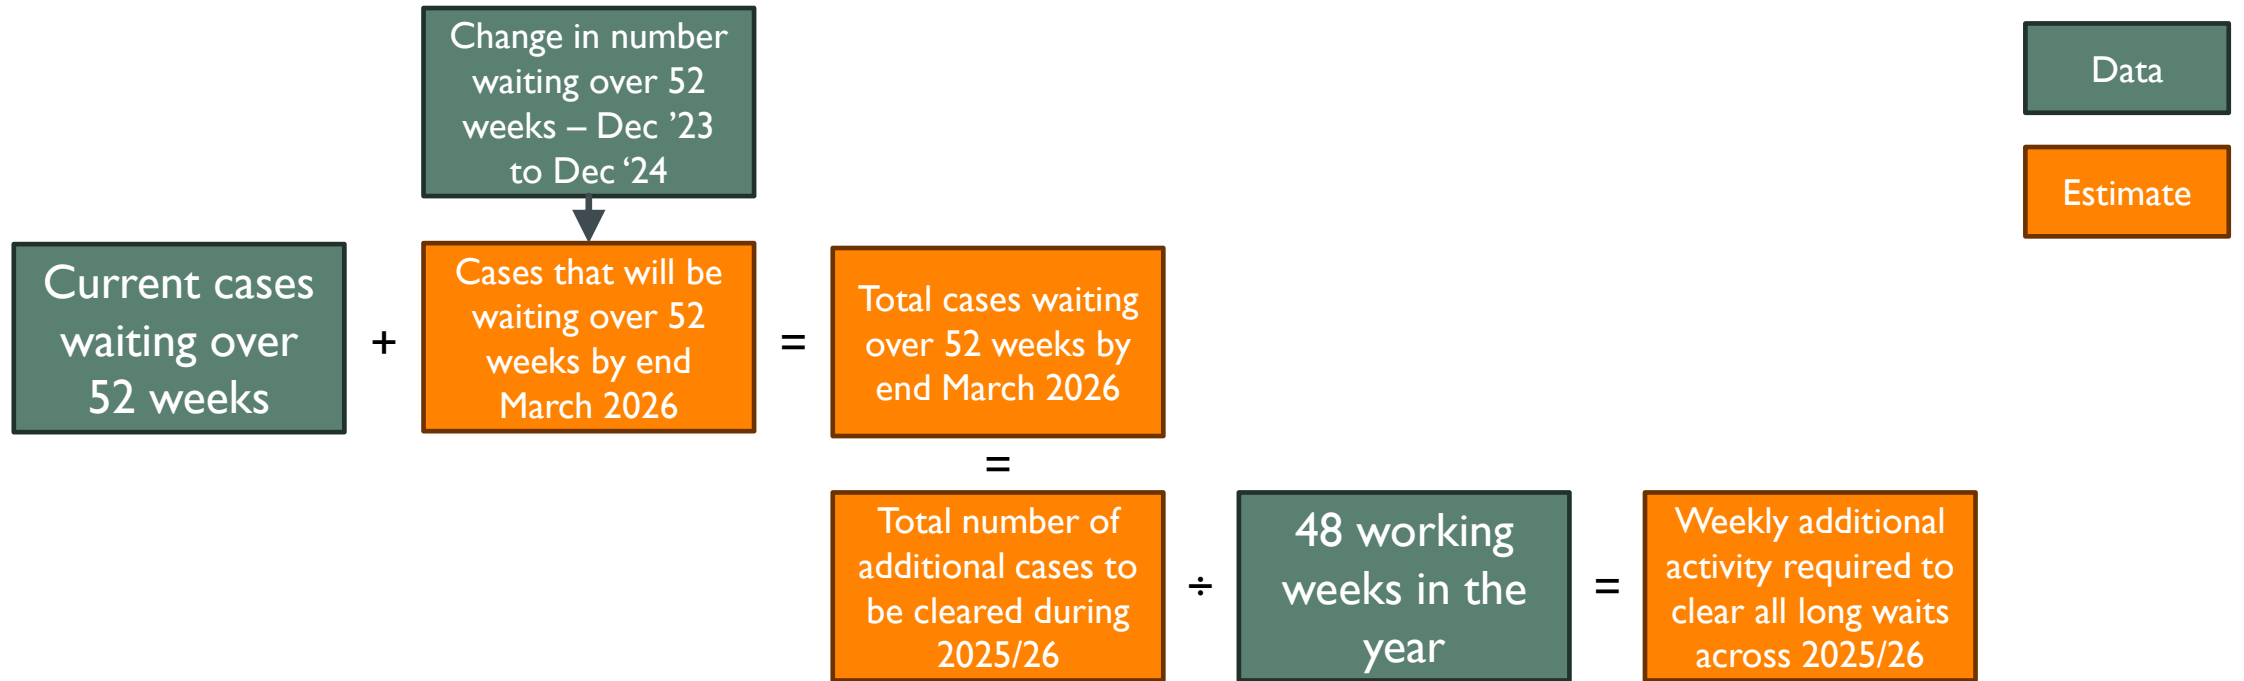 Change in number
waiting over 52
weeks – Dec ’23
to Dec ‘24
Data
Estimate
Current cases
waiting over
52 weeks
+
Cases that will be
waiting over 52
weeks by end
March 2026
=
Total cases waiting
over 52 weeks by
end March 2026
=
Total number of
additional cases to
be cleared during
2025/26
÷
48 working
weeks in the
year
=
Weekly additional
activity required to
clear all long waits
across 2025/26